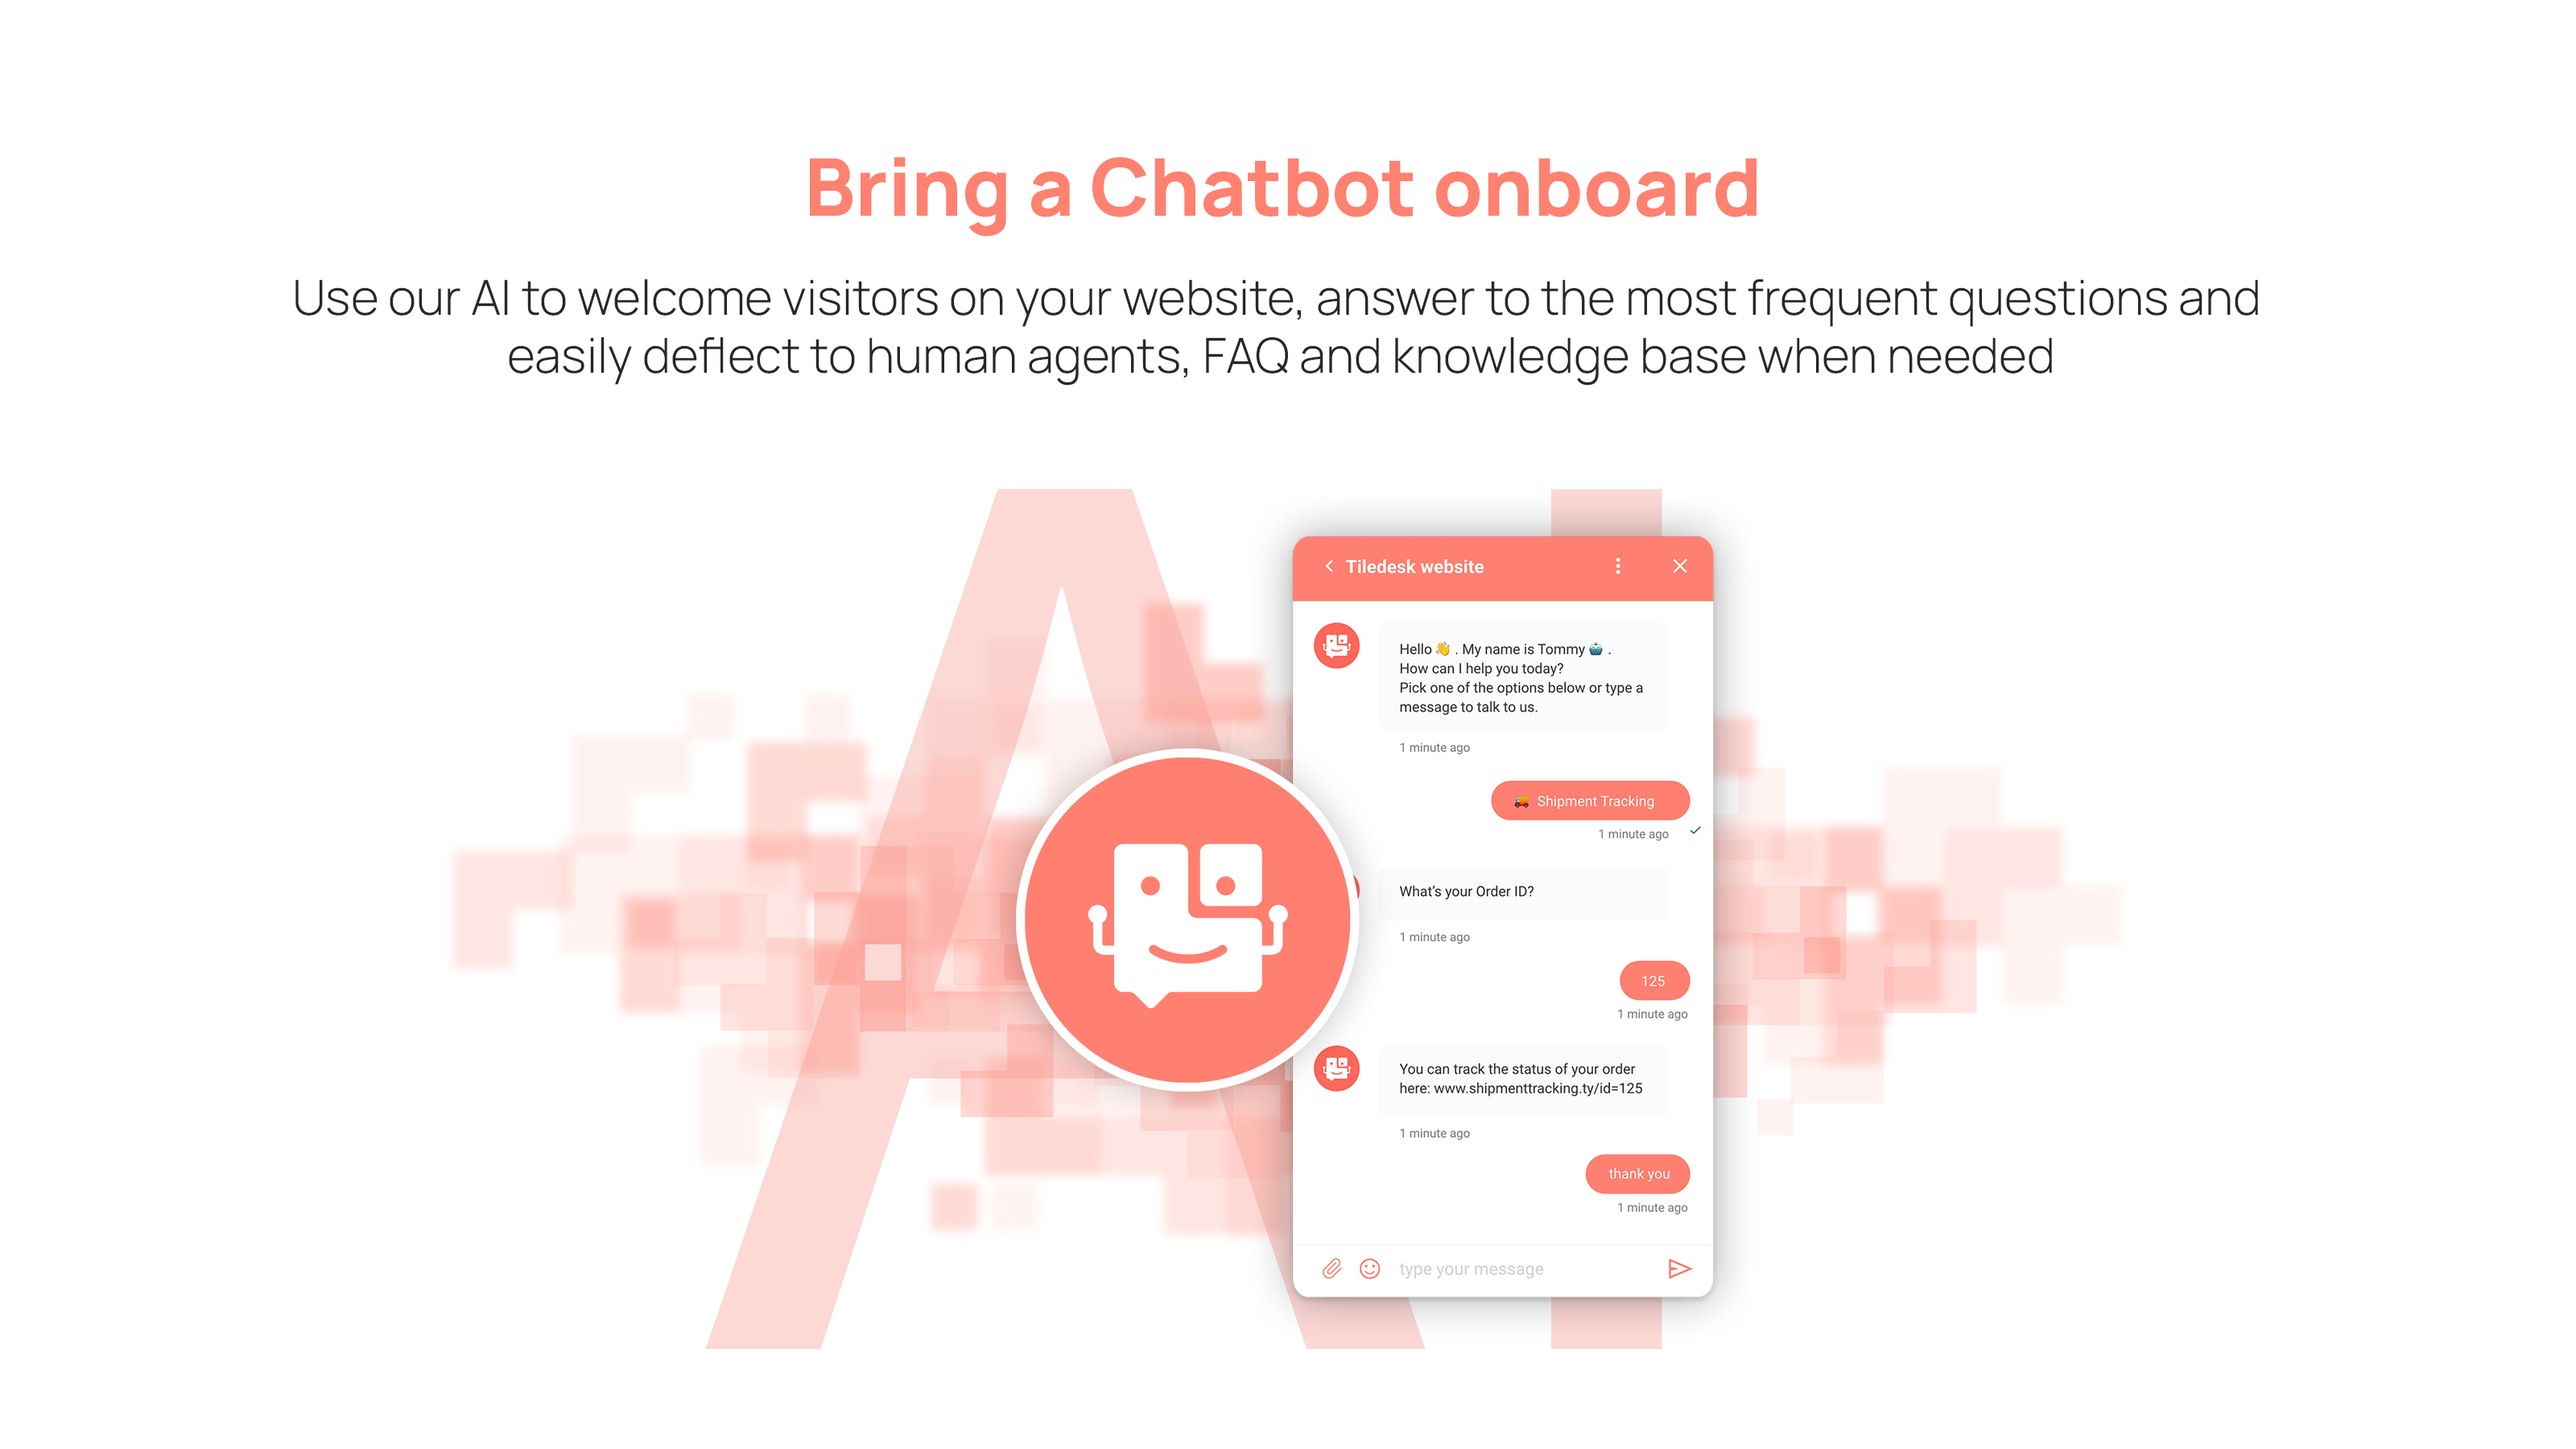 Bring a Chatbot onboard
Use our AI to welcome visitors on your website, answer to the most frequent questions and
easily deflect to human agents, FAQ and knowledge base when needed
AI
Tiledesk website
Hello 👋 . My name is Tommy 🤖 .
How can I help you today?
Pick one of the options below or type a
message to talk to us.
1 minute ago
🚚 Shipment Tracking
1 minute ago
What's your Order ID?
1 minute ago
125
1 minute ago
You can track the status of your order
here: www.shipmenttracking.ty/id=125
1 minute ago
thank you
1 minute ago
type your message